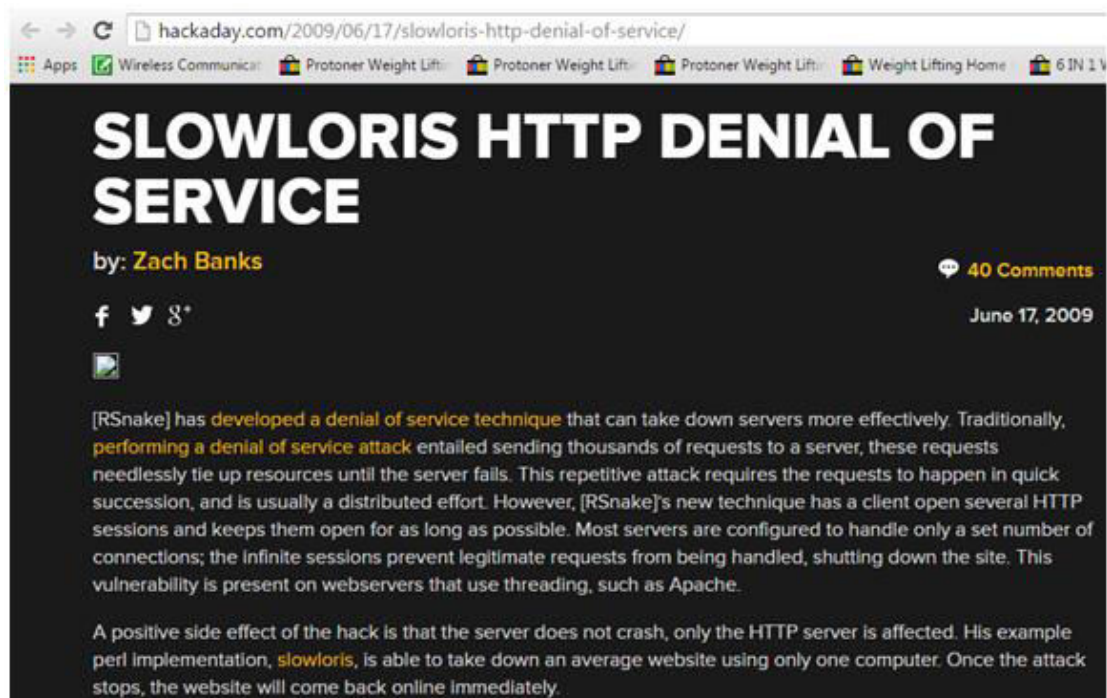 hackaday.com/2009/06/17/slowloris-http-denial-of-service/
Apps Wireless Communicat Protoner Weight Lifti Protoner Weight Lifti Protoner Weight Lifti Weight Lifting Home 6 IN 1
SLOWLORIS HTTP DENIAL OF
SERVICE
by: Zach Banks
40 Comments
June 17, 2009
[RSnake] has developed a denial of service technique that can take down servers more effectively. Traditionally,
performing a denial of service attack entailed sending thousands of requests to a server, these requests
needlessly tie up resources until the server fails. This repetitive attack requires the requests to happen in quick
succession, and is usually a distributed effort. However, [RSnake]'s new technique has a client open several HTTP
sessions and keeps them open for as long as possible. Most servers are configured to handle only a set number of
connections; the infinite sessions prevent legitimate requests from being handled, shutting down the site. This
vulnerability is present on webservers that use threading, such as Apache.
A positive side effect of the hack is that the server does not crash, only the HTTP server is affected. His example
perl implementation, slowloris, is able to take down an average website using only one computer. Once the attack
stops, the website will come back online immediately.